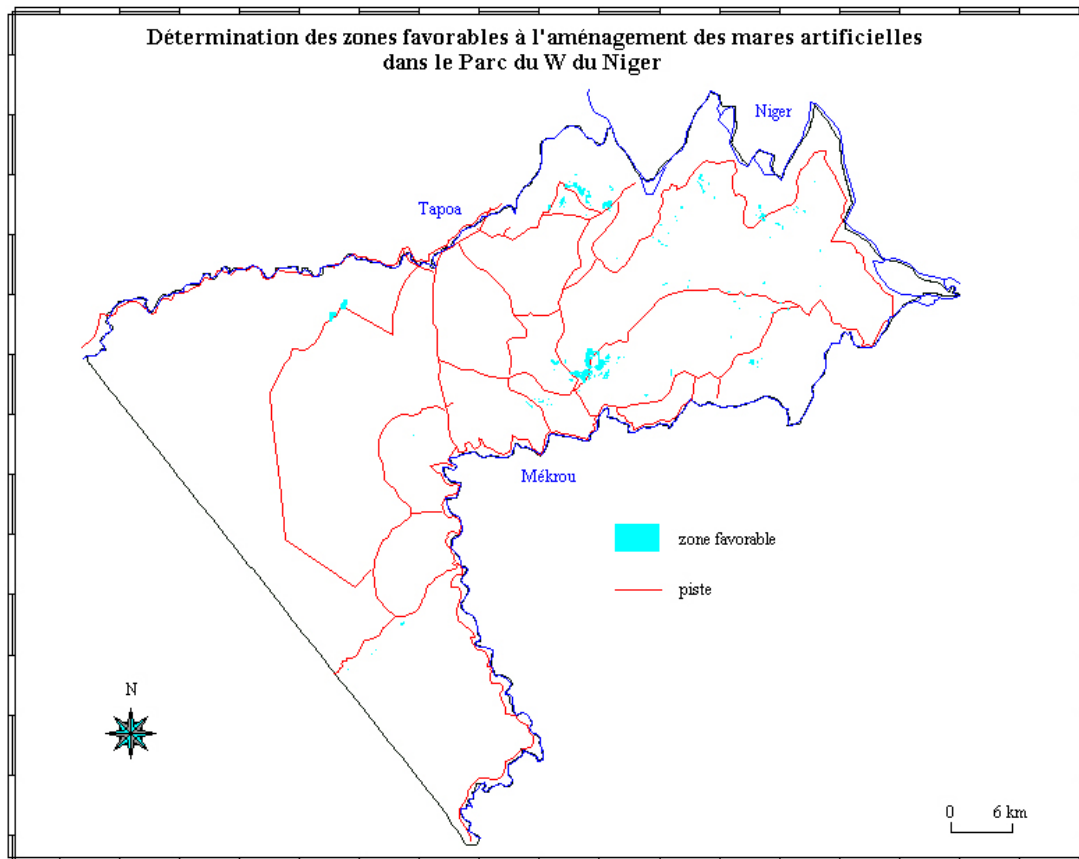 Détermination des zones favorables à l'aménagement des mares artificielles
dans le Parc du W du Niger
Niger
Tapoa
Mékrou
zone favorable
piste
N
0 6 km